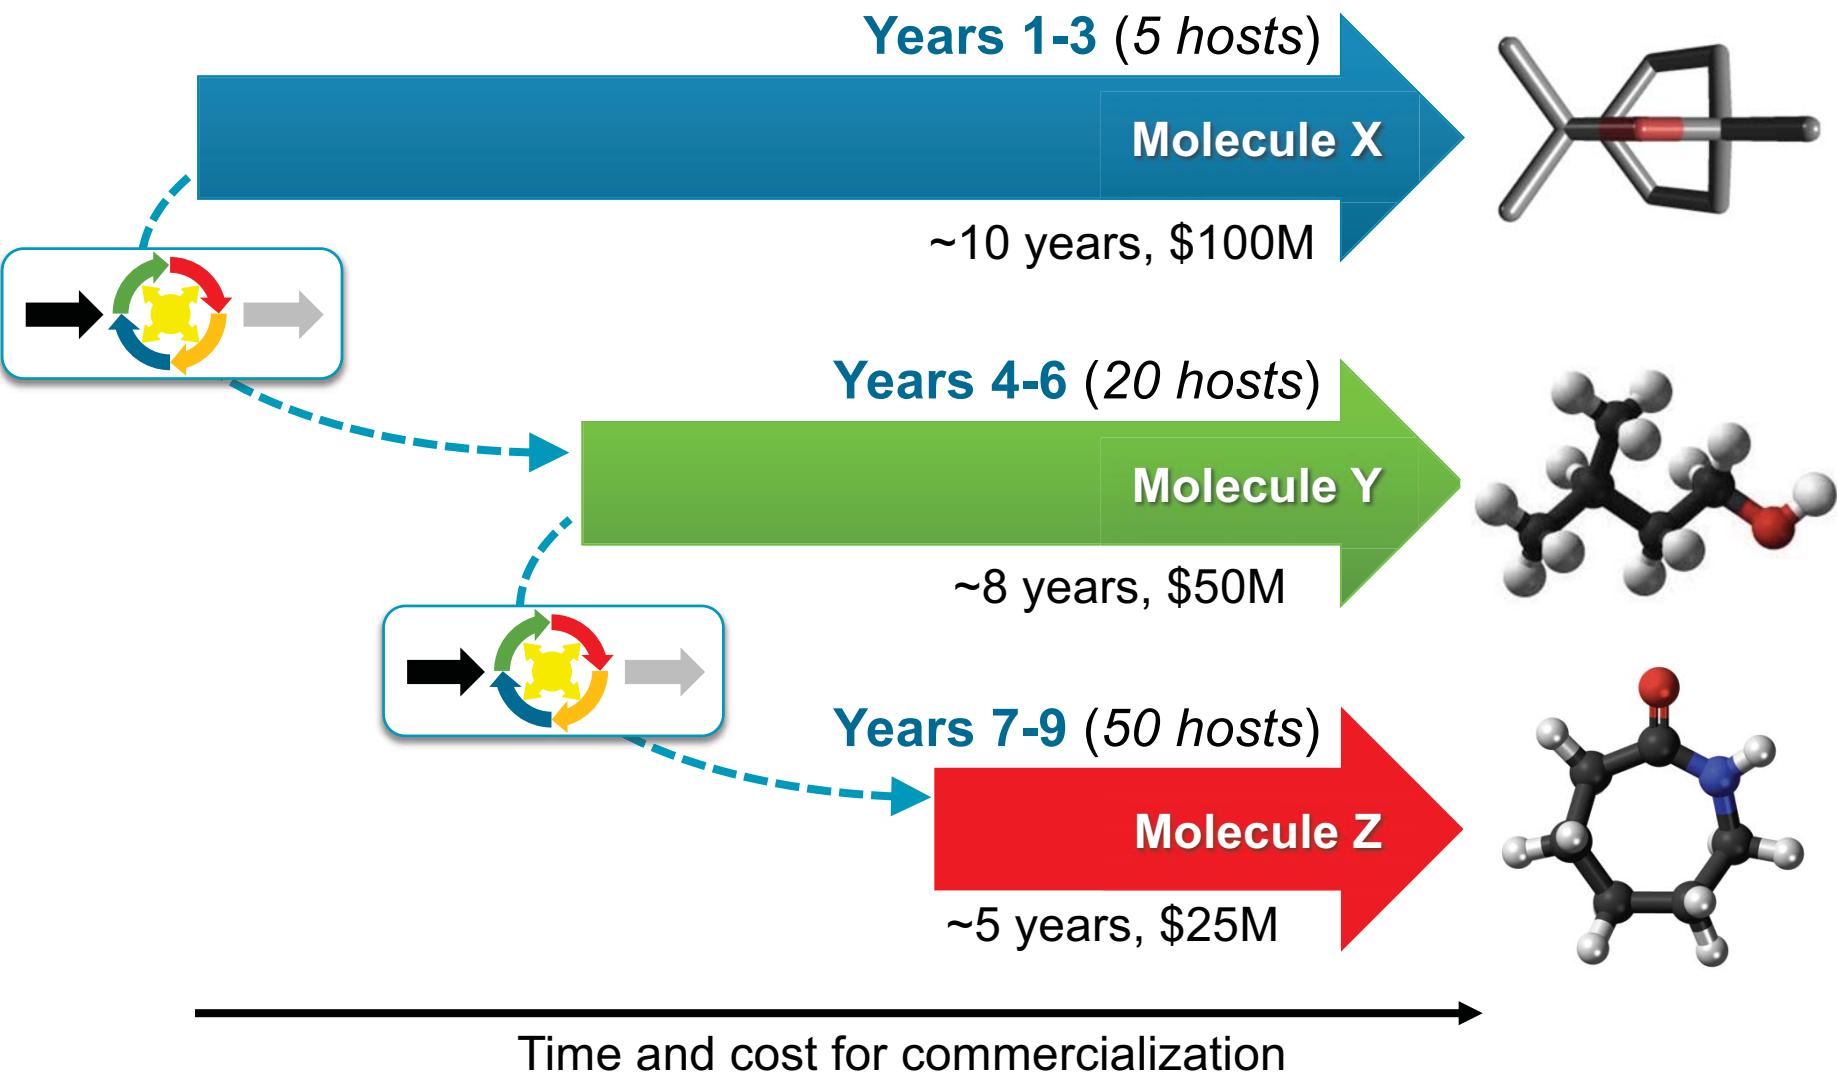 Years 1-3 (5 hosts)
Molecule X
~10 years, $100M
Years 4-6 (20 hosts)
Molecule Y
~8 years, $50M
Years 7-9 (50 hosts)
Molecule Z
~5 years, $25M
Time and cost for commercialization